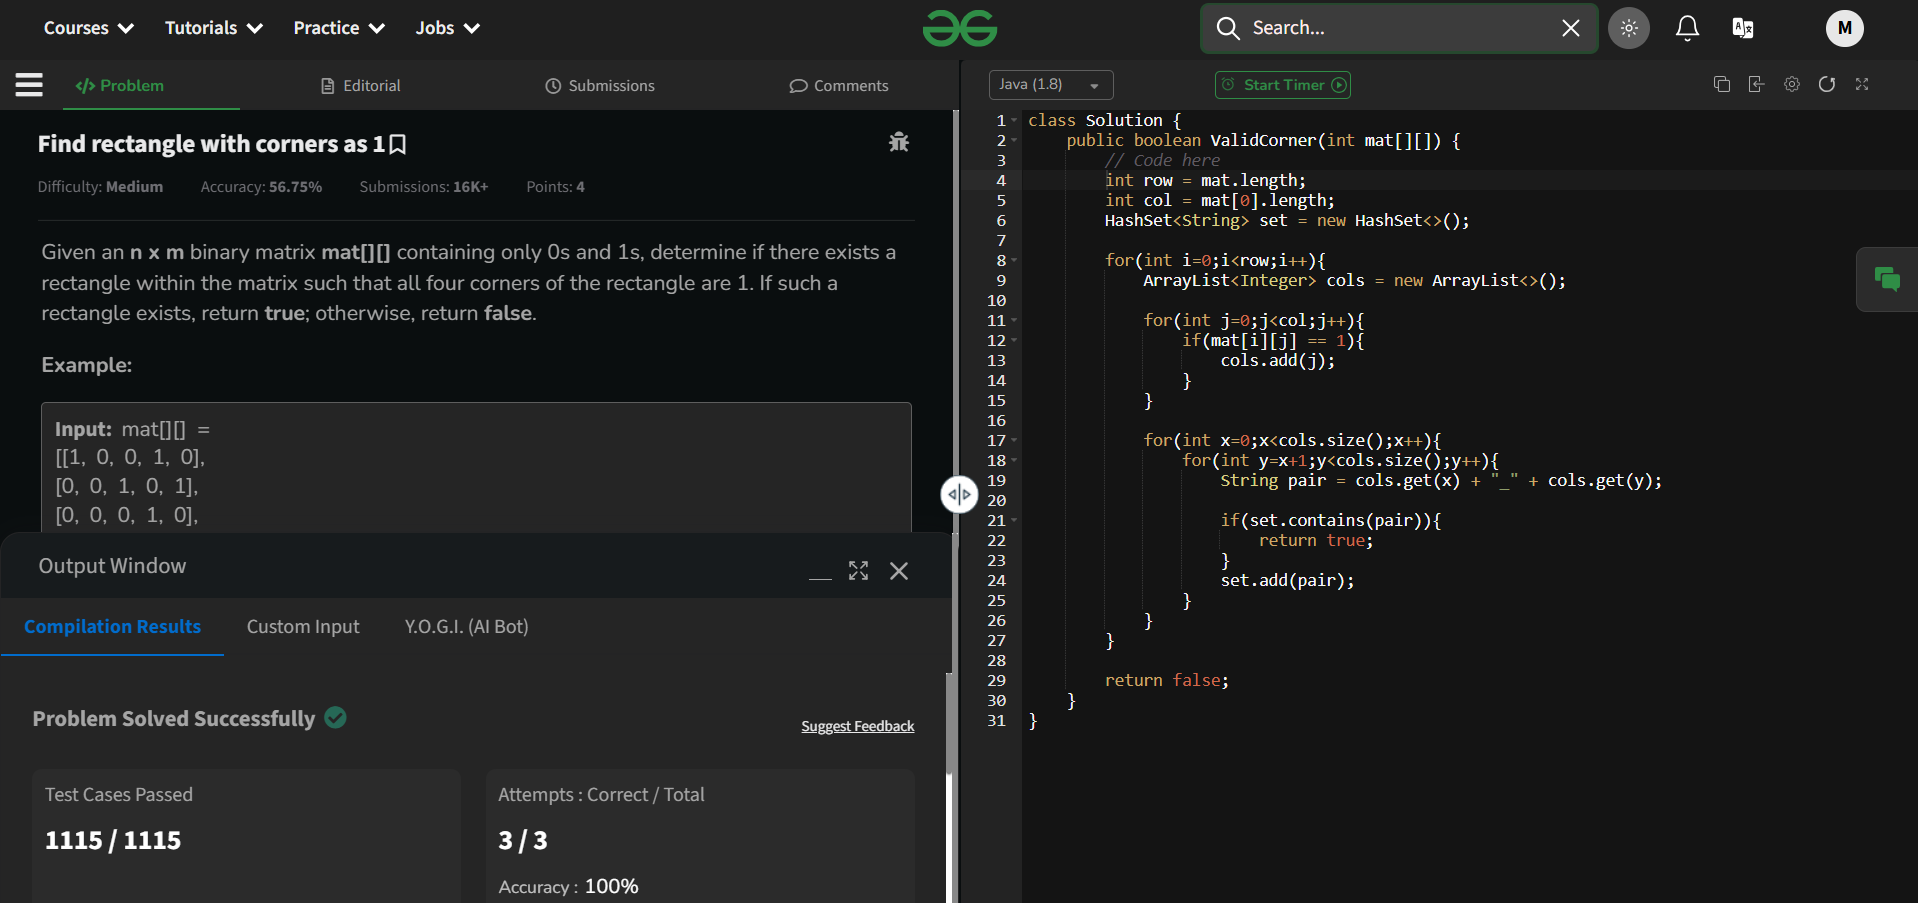 Courses Tutorials Practice Jobs Search... M
Problem Editorial Submissions Comments
Java (1.8) Start Timer
Find rectangle with corners as 1
Difficulty: Medium Accuracy: 56.75% Submissions: 16K+ Points: 4
Given an n x m binary matrix mat[][] containing only 0s and 1s, determine if there exists a
rectangle within the matrix such that all four corners of the rectangle are 1. If such a
rectangle exists, return true; otherwise, return false.
Example:
Input: mat[][] =
[[1, 0, 0, 1, 0],
[0, 0, 1, 0, 1],
[0, 0, 0, 1, 0],
Output Window
Compilation Results Custom Input Y.O.G.I. (AI Bot)
Problem Solved Successfully
Suggest Feedback
Test Cases Passed
1115 / 1115
Attempts : Correct / Total
3 / 3
Accuracy : 100%
1 class Solution {
2 public boolean ValidCorner(int mat[][]) {
3 // Code here
4 int row = mat.length;
5 int col = mat[0].length;
6 HashSet<String> set = new HashSet<>();
7
8 for(int i=0;i<row;i++){
9 ArrayList<Integer> cols = new ArrayList<>();
10
11 for(int j=0;j<col;j++){
12 if(mat[i][j] == 1){
13 cols.add(j);
14 }
15 }
16
17 for(int x=0;x<cols.size();x++){
18 for(int y=x+1;y<cols.size();y++){
19 String pair = cols.get(x) + "_" + cols.get(y);
20
21 if(set.contains(pair)){
22 return true;
23 }
24 set.add(pair);
25 }
26 }
27 }
28
29 return false;
30 }
31 }